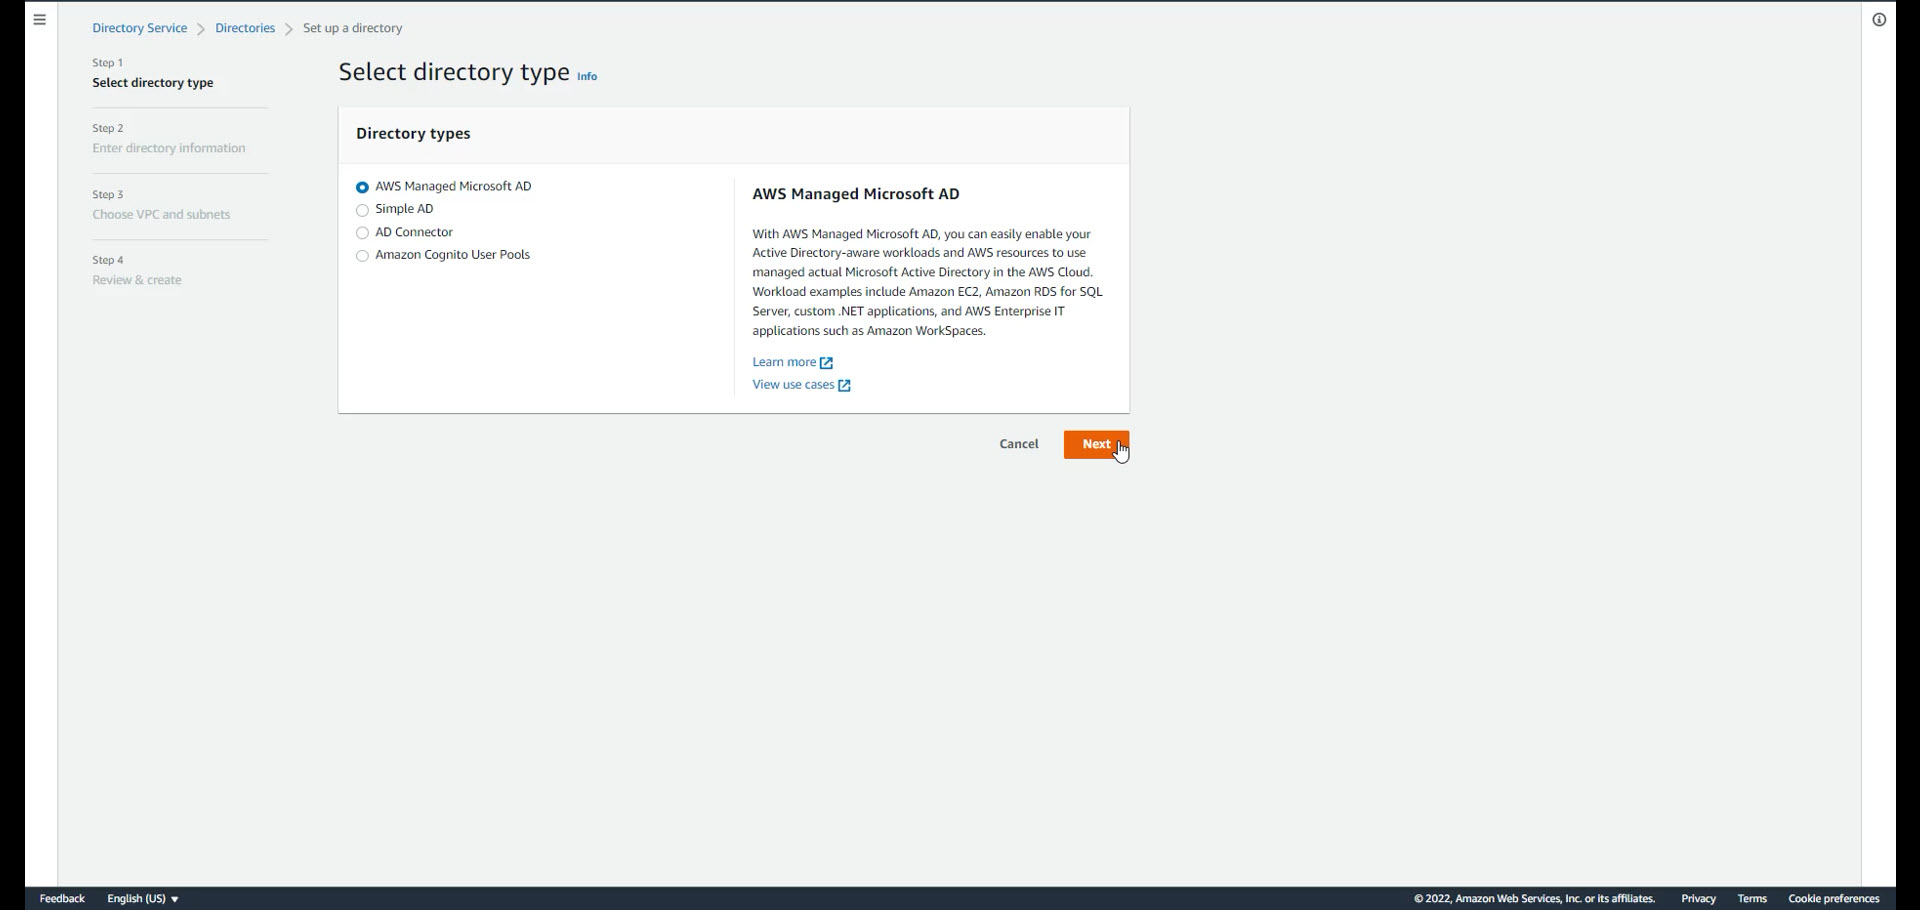 Directory Service > Directories > Set up a directory
Step 1
Select directory type
Step 2
Enter directory information
Step 3
Choose VPC and subnets
Step 4
Review & create
Select directory type Info
Directory types
AWS Managed Microsoft AD
Simple AD
AD Connector
Amazon Cognito User Pools
AWS Managed Microsoft AD
With AWS Managed Microsoft AD, you can easily enable your
Active Directory-aware workloads and AWS resources to use
managed actual Microsoft Active Directory in the AWS Cloud.
Workload examples include Amazon EC2, Amazon RDS for SQL
Server, custom .NET applications, and AWS Enterprise IT
applications such as Amazon WorkSpaces.
Learn more
View use cases
Cancel
Next
Feedback
English (US)
© 2022, Amazon Web Services, Inc. or its affiliates.
Privacy
Terms
Cookie preferences